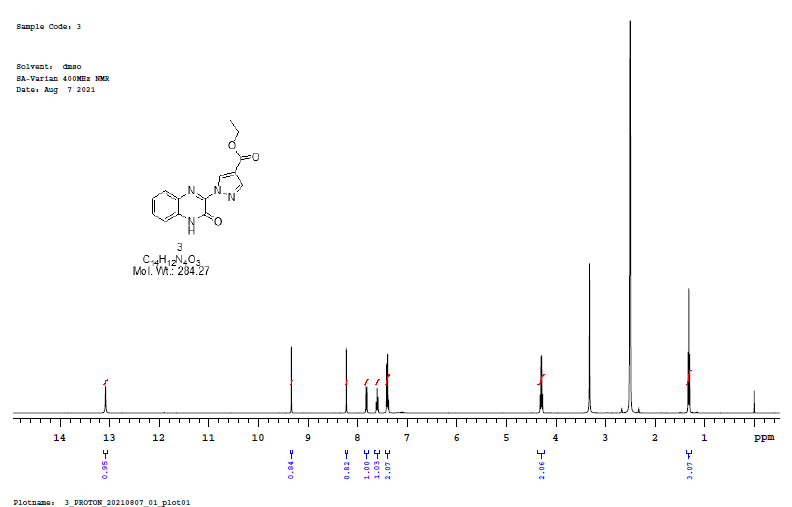 Sample Code: 3
Solvent: dmso
SA-Varian 400MHz NMR
Date: Aug 7 2021
O
O
N
N
N
N
H
O
3
C14H12N4O3
Mol. Wt.: 284.27
14 13 12 11 10 9 8 7 6 5 4 3 2 1 ppm
0.95 0.84 0.82 1.00 1.03 2.07 2.06 3.07
Plotname: 3_PROTON_20210807_01_plot01